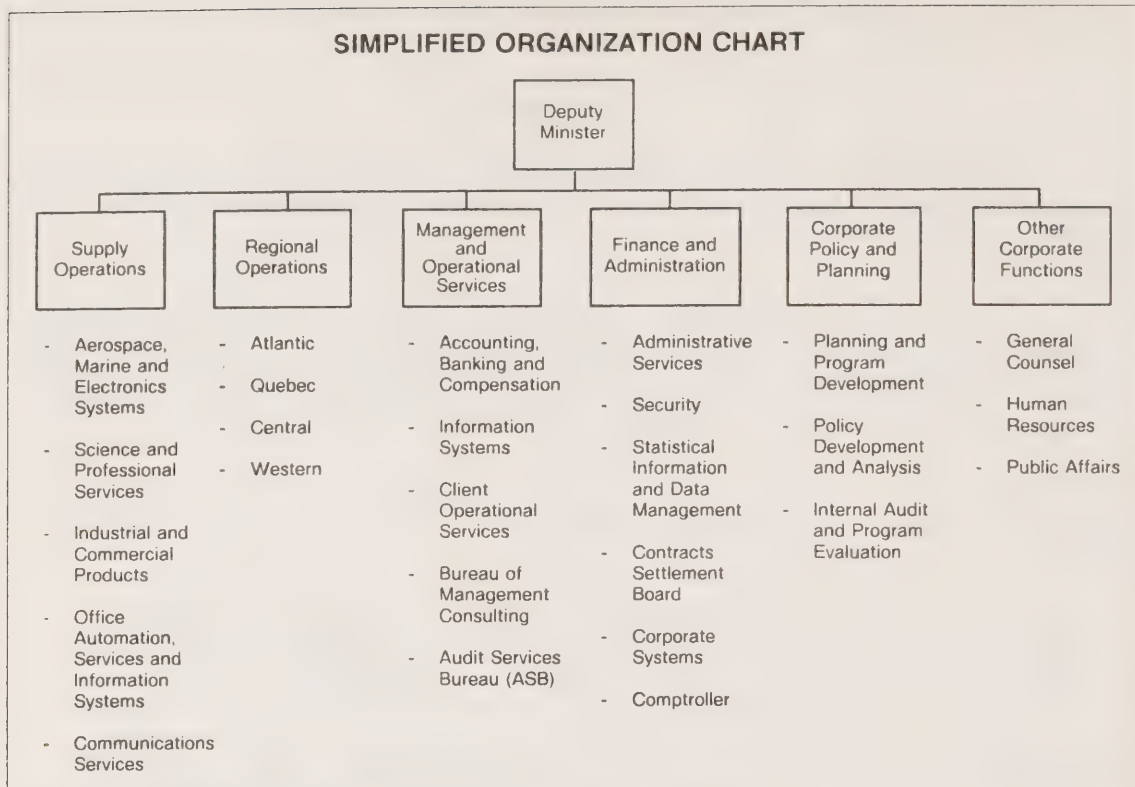 SIMPLIFIED ORGANIZATION CHART
Deputy
Minister
Supply
Operations
- Aerospace,
Marine and
Electronics
Systems
- Science and
Professional
Services
- Industrial and
Commercial
Products
- Office
Automation,
Services and
Information
Systems
- Communications
Services
Regional
Operations
- Atlantic
- Quebec
- Central
- Western
Management
and
Operational
Services
- Accounting,
Banking and
Compensation
- Information
Systems
- Client
Operational
Services
- Bureau of
Management
Consulting
- Audit Services
Bureau (ASB)
Finance and
Administration
- Administrative
Services
- Security
- Statistical
Information
and Data
Management
- Contracts
Settlement
Board
- Corporate
Systems
- Comptroller
Corporate
Policy and
Planning
- Planning and
Program
Development
- Policy
Development
and Analysis
- Internal Audit
and Program
Evaluation
Other
Corporate
Functions
- General
Counsel
- Human
Resources
- Public Affairs